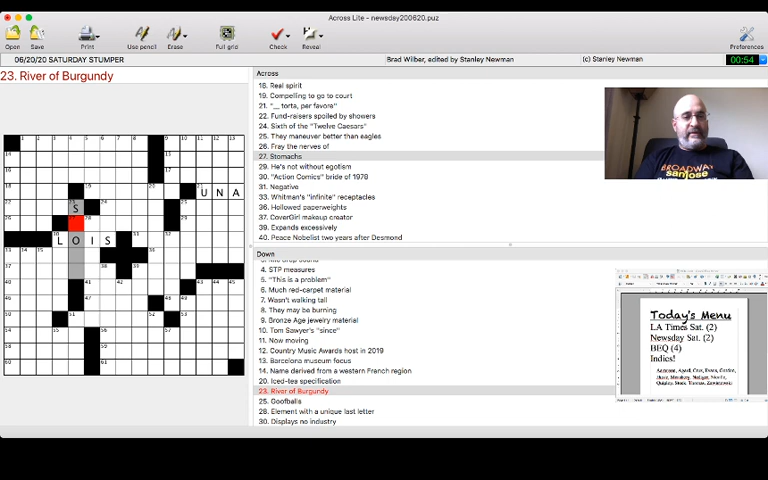 Across Lite - newsday200620.puz
Open
Save
Print
Use pencil
Erase
Full grid
Check
Reveal
Preferences
06/20/20 SATURDAY STUMPER
Brad Wilber, edited by Stanley Newman
(c) Stanley Newman
00:54
23. River of Burgundy
U N A
S
L O I S
Across
16. Real spirit
19. Compelling to go to court
21. "__ torta, per favore"
22. Fund-raisers spoiled by showers
24. Sixth of the "Twelve Caesars"
25. They maneuver better than eagles
26. Fray the nerves of
27. Stomachs
29. He's not without egotism
30. "Action Comics" bride of 1978
31. Negative
33. Whitman's "infinite" receptacles
36. Hollowed paperweights
37. CoverGirl makeup creator
39. Expends excessively
40. Peace Nobelist two years after Desmond
Down
4. STP measures
5. "This is a problem"
6. Much red-carpet material
7. Wasn't walking tall
8. They may be burning
9. Bronze Age jewelry material
10. Tom Sawyer's "since"
11. Now moving
12. Country Music Awards host in 2019
13. Barcelona museum focus
14. Name derived from a western French region
20. Iced-tea specification
23. River of Burgundy
25. Goofballs
28. Element with a unique last letter
30. Displays no industry
BROADWAY
sanjose
Today's Menu
LA Times Sat. (2)
Newsday Sat. (2)
BEQ (4)
Indies!